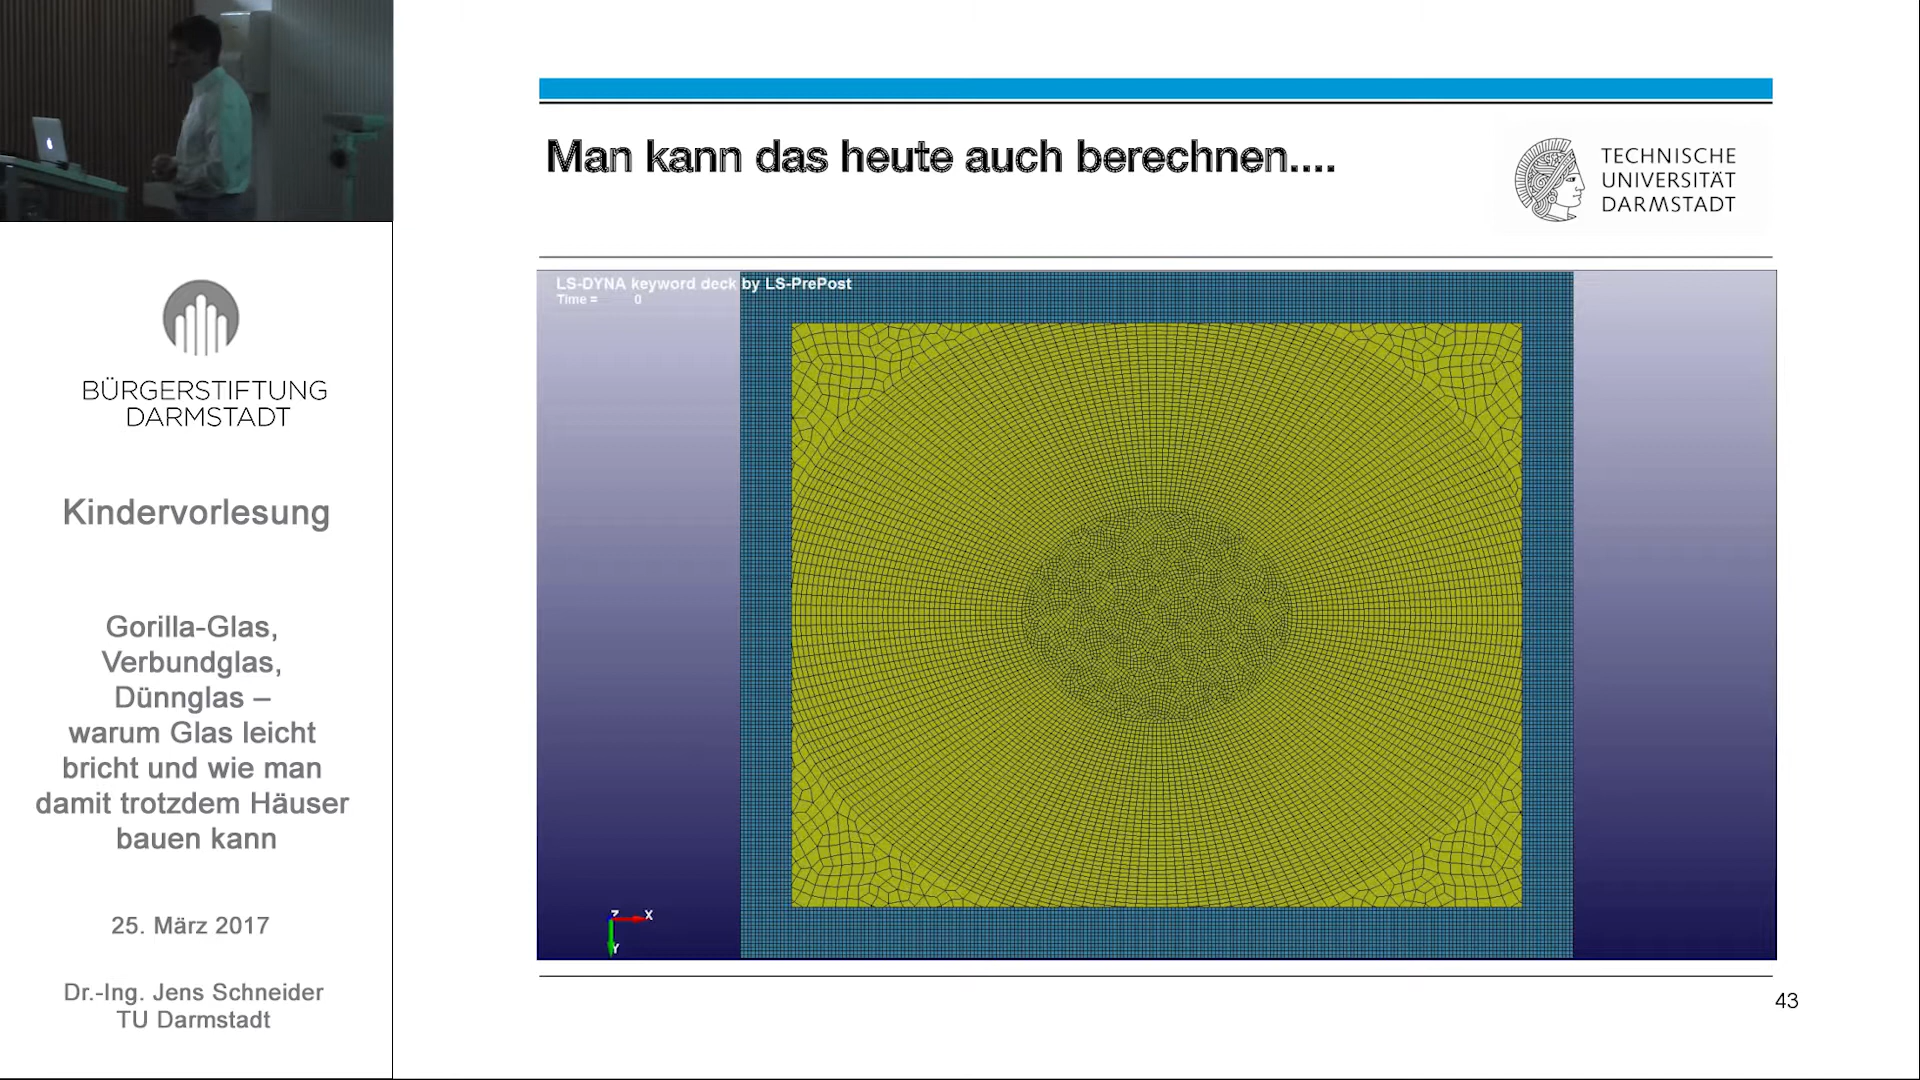 Man kann das heute auch berechnen....
TECHNISCHE
UNIVERSITÄT
DARMSTADT
LS-DYNA keyword deck by LS-PrePost
Time = 0
Z
X
Y
43
BÜRGERSTIFTUNG
DARMSTADT
Kindervorlesung
Gorilla-Glas,
Verbundglas,
Dünnglas –
warum Glas leicht
bricht und wie man
damit trotzdem Häuser
bauen kann
25. März 2017
Dr.-Ing. Jens Schneider
TU Darmstadt